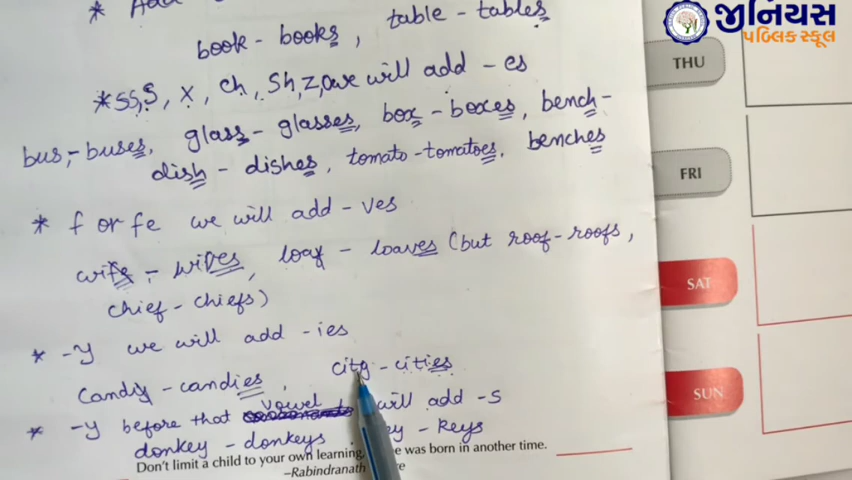 * Add
book - books, table - tables
જીનિયસ
પબ્લિક સ્કૂલ
*ss,s, x, ch, sh,z,o we will add - es
bus,- buses, glass - glasses, box - boxes, bench -
dish - dishes, tomato - tomatoes, benches
* f or fe we will add - ves
wife - wives, loaf - loaves (but roof - roofs,
chief - chiefs)
* -y we will add -ies
Candy - candies, city - cities
* -y before that vowel will add -s
donkey - donkeys - keys
Don't limit a child to your own learning, was born in another time.
–Rabindranath
THU
FRI
SAT
SUN